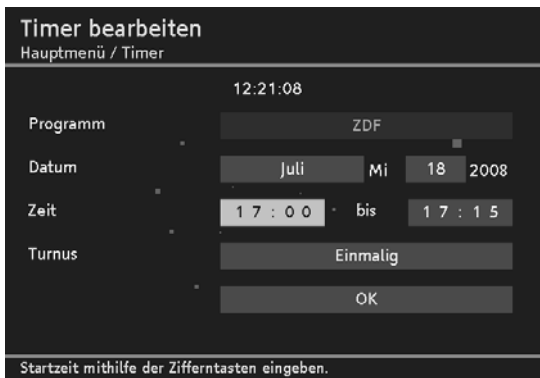 Timer bearbeiten
Hauptmenü / Timer
12:21:08
Programm ZDF
Datum Juli Mi 18 2008
Zeit 17:00 bis 17:15
Turnus Einmalig
OK
Startzeit mithilfe der Zifferntasten eingeben.